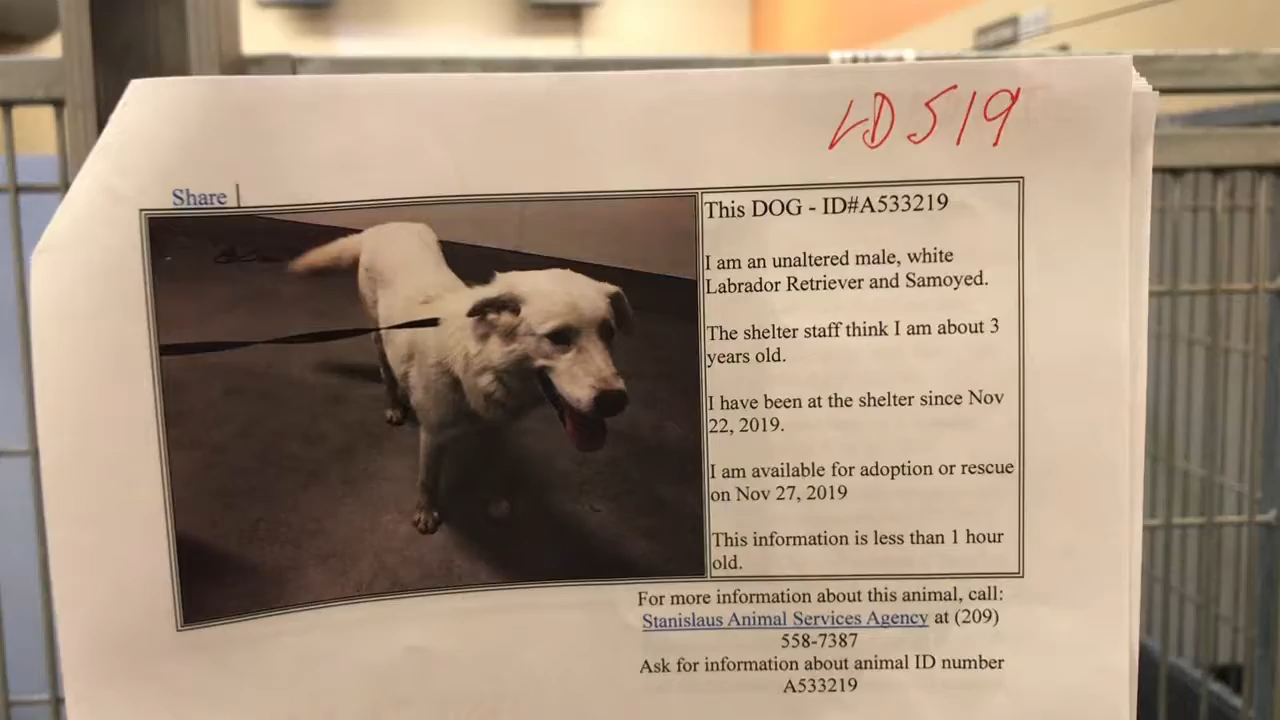 LD519
Share
This DOG - ID#A533219
I am an unaltered male, white
Labrador Retriever and Samoyed.
The shelter staff think I am about 3
years old.
I have been at the shelter since Nov
22, 2019.
I am available for adoption or rescue
on Nov 27, 2019
This information is less than 1 hour
old.
For more information about this animal, call:
Stanislaus Animal Services Agency at (209)
558-7387
Ask for information about animal ID number
A533219